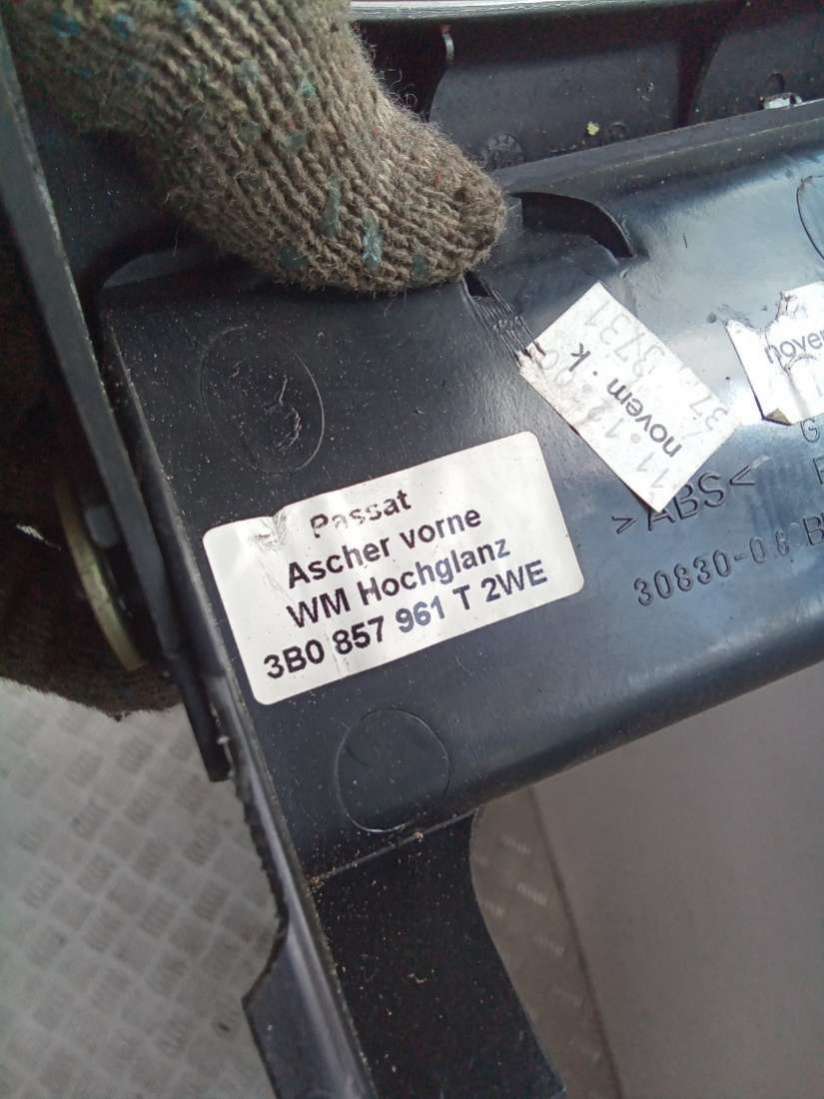 Passat
Ascher vorne
WM Hochglanz
3B0 857 961 T 2WE
novem . k
>ABS<
30830-06